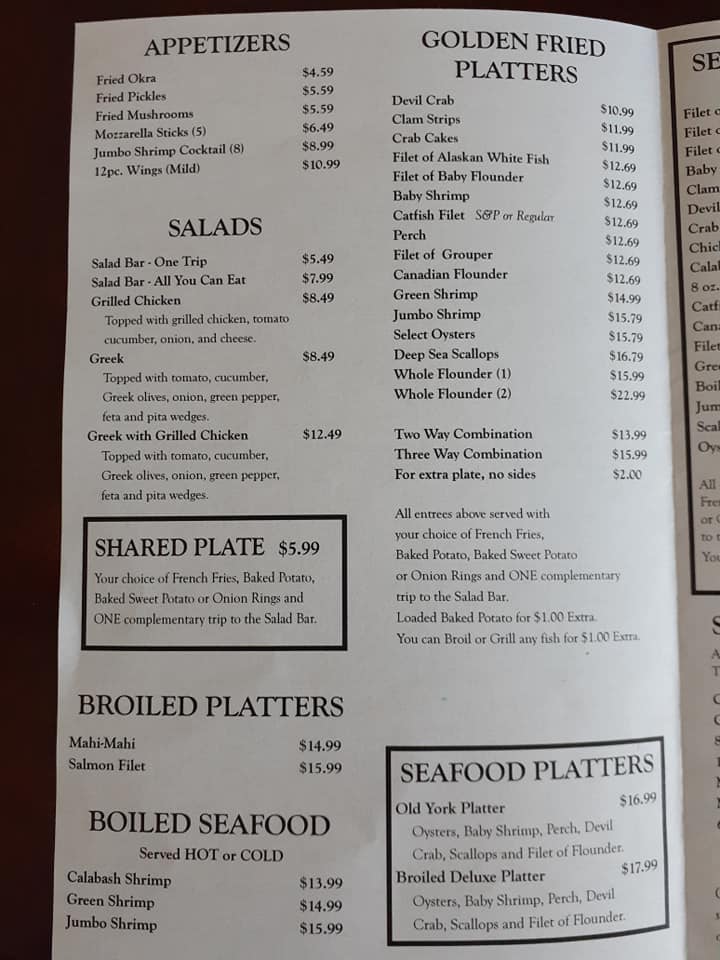 APPETIZERS
Fried Okra $4.59
Fried Pickles $5.59
Fried Mushrooms $5.59
Mozzarella Sticks (5) $6.49
Jumbo Shrimp Cocktail (8) $8.99
12pc. Wings (Mild) $10.99
SALADS
Salad Bar - One Trip $5.49
Salad Bar - All You Can Eat $7.99
Grilled Chicken $8.49
Topped with grilled chicken, tomato
cucumber, onion, and cheese.
Greek $8.49
Topped with tomato, cucumber,
Greek olives, onion, green pepper,
feta and pita wedges.
Greek with Grilled Chicken $12.49
Topped with tomato, cucumber,
Greek olives, onion, green pepper,
feta and pita wedges.
SHARED PLATE $5.99
Your choice of French Fries, Baked Potato,
Baked Sweet Potato or Onion Rings and
ONE complementary trip to the Salad Bar.
BROILED PLATTERS
Mahi-Mahi $14.99
Salmon Filet $15.99
BOILED SEAFOOD
Served HOT or COLD
Calabash Shrimp $13.99
Green Shrimp $14.99
Jumbo Shrimp $15.99
GOLDEN FRIED
PLATTERS
Devil Crab $10.99
Clam Strips $11.99
Crab Cakes $11.99
Filet of Alaskan White Fish $12.69
Filet of Baby Flounder $12.69
Baby Shrimp $12.69
Catfish Filet S&P or Regular $12.69
Perch $12.69
Filet of Grouper $12.69
Canadian Flounder $12.69
Green Shrimp $14.99
Jumbo Shrimp $15.79
Select Oysters $15.79
Deep Sea Scallops $16.79
Whole Flounder (1) $15.99
Whole Flounder (2) $22.99
Two Way Combination $13.99
Three Way Combination $15.99
For extra plate, no sides $2.00
All entrees above served with
your choice of French Fries,
Baked Potato, Baked Sweet Potato
or Onion Rings and ONE complementary
trip to the Salad Bar.
Loaded Baked Potato for $1.00 Extra.
You can Broil or Grill any fish for $1.00 Extra.
SEAFOOD PLATTERS
Old York Platter $16.99
Oysters, Baby Shrimp, Perch, Devil
Crab, Scallops and Filet of Flounder.
Broiled Deluxe Platter $17.99
Oysters, Baby Shrimp, Perch, Devil
Crab, Scallops and Filet of Flounder.
Filet
Filet
Filet
Baby
Clam
Devil
Crab
8 oz.
Filet
All
or
to